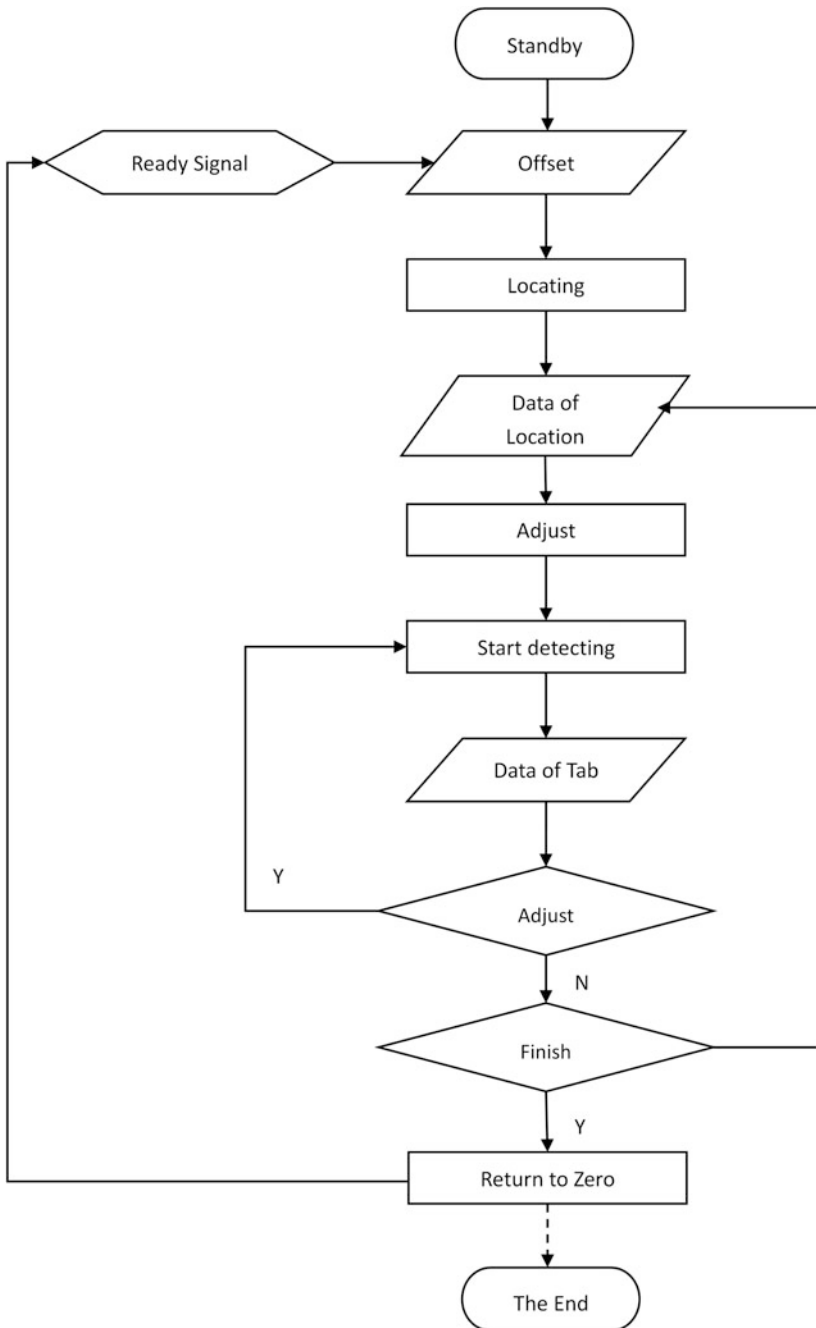 Standby
Ready Signal
Offset
Locating
Data of
Location
Adjust
Start detecting
Data of Tab
Y
Adjust
N
Finish
Y
Return to Zero
The End